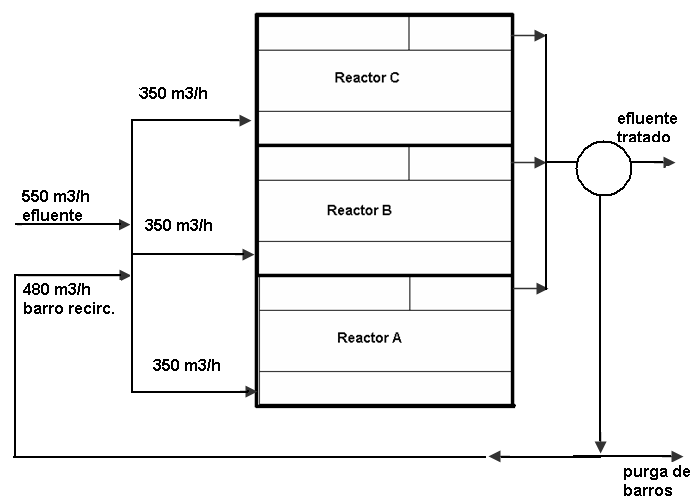 350 m3/h
Reactor C
efluente
tratado
550 m3/h
efluente
350 m3/h
Reactor B
480 m3/h
barro recirc.
350 m3/h
Reactor A
purga de
barros